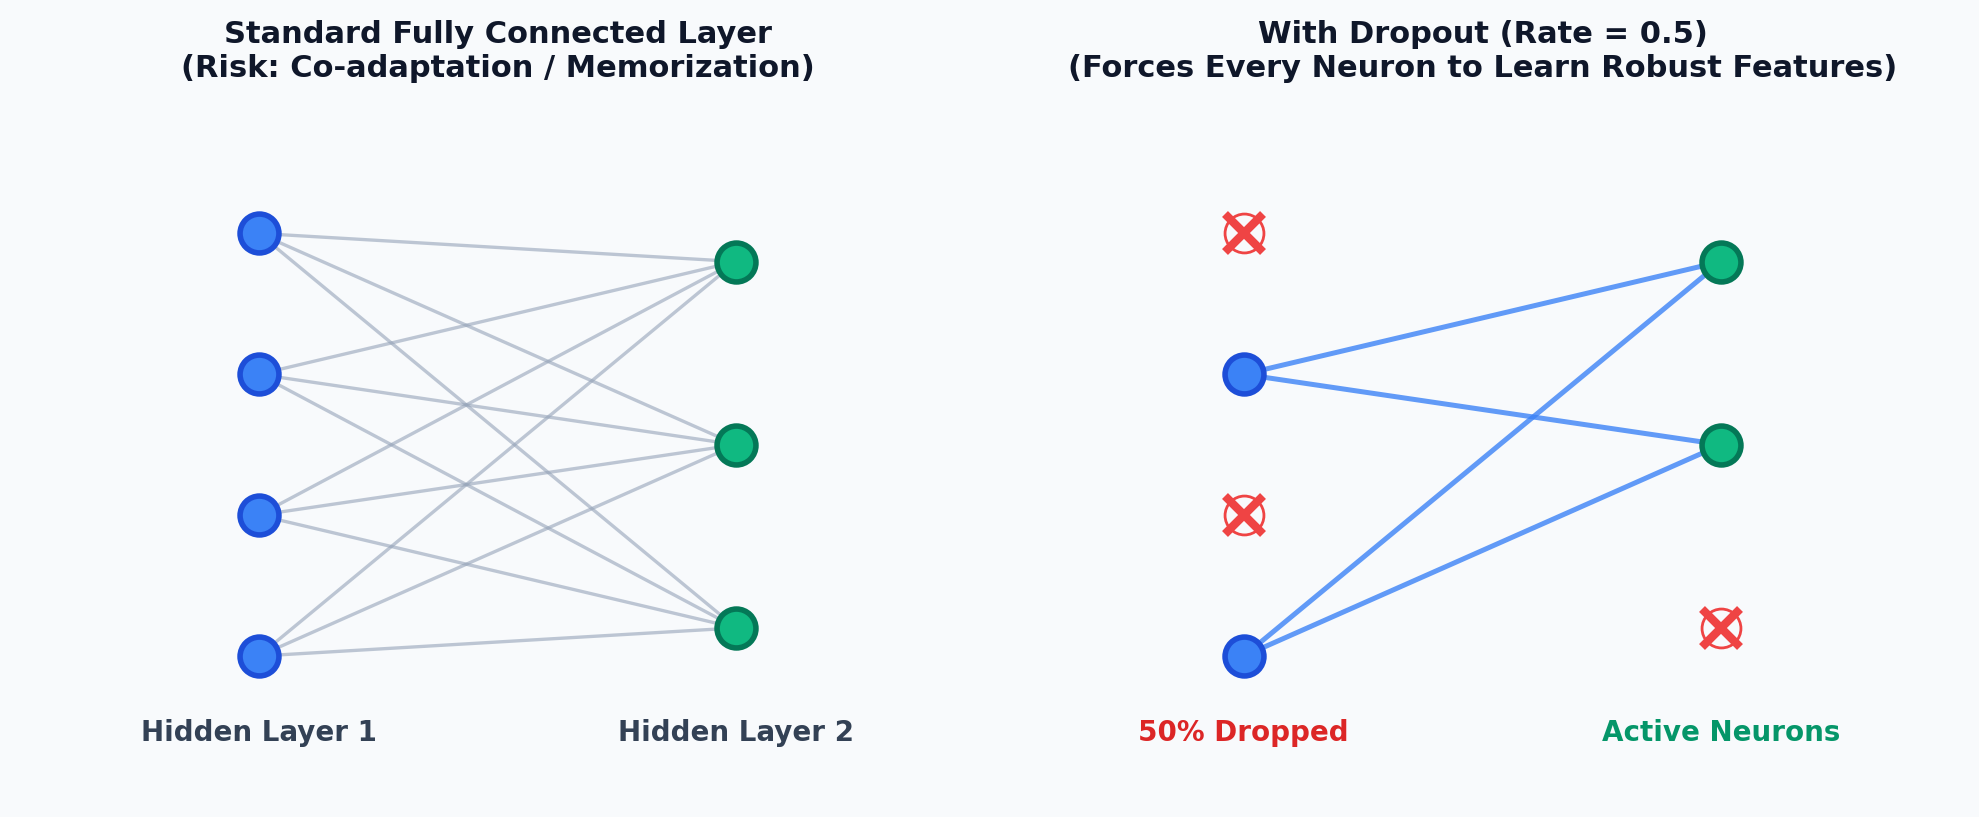 Standard Fully Connected Layer
(Risk: Co-adaptation / Memorization)
With Dropout (Rate = 0.5)
(Forces Every Neuron to Learn Robust Features)
Hidden Layer 1
Hidden Layer 2
50% Dropped
Active Neurons